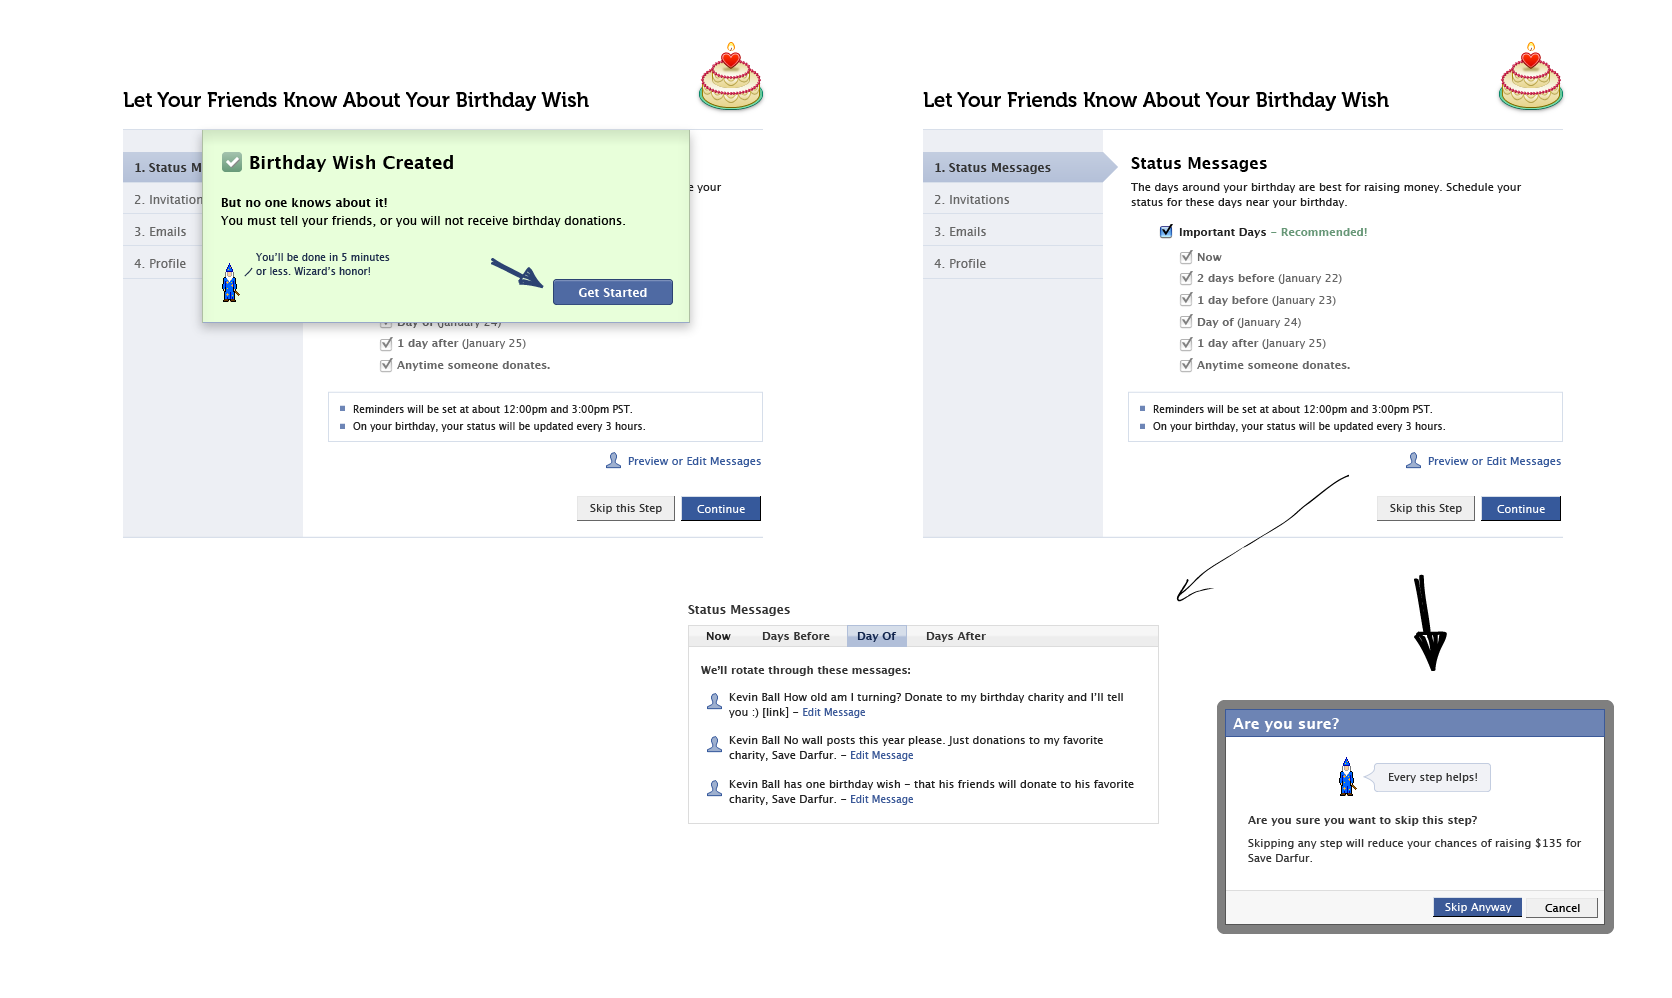 Let Your Friends Know About Your Birthday Wish
1. Status M
2. Invitation
3. Emails
4. Profile
Birthday Wish Created
But no one knows about it!
You must tell your friends, or you will not receive birthday donations.
You'll be done in 5 minutes
or less. Wizard's honor!
Get Started
e your
Day of (January 24)
1 day after (January 25)
Anytime someone donates.
Reminders will be set at about 12:00pm and 3:00pm PST.
On your birthday, your status will be updated every 3 hours.
Preview or Edit Messages
Skip this Step
Continue
Let Your Friends Know About Your Birthday Wish
1. Status Messages
2. Invitations
3. Emails
4. Profile
Status Messages
The days around your birthday are best for raising money. Schedule your
status for these days near your birthday.
Important Days – Recommended!
Now
2 days before (January 22)
1 day before (January 23)
Day of (January 24)
1 day after (January 25)
Anytime someone donates.
Reminders will be set at about 12:00pm and 3:00pm PST.
On your birthday, your status will be updated every 3 hours.
Preview or Edit Messages
Skip this Step
Continue
Status Messages
Now Days Before Day Of Days After
We'll rotate through these messages:
Kevin Ball How old am I turning? Donate to my birthday charity and I'll tell
you :) [link] – Edit Message
Kevin Ball No wall posts this year please. Just donations to my favorite
charity, Save Darfur. – Edit Message
Kevin Ball has one birthday wish – that his friends will donate to his favorite
charity, Save Darfur. – Edit Message
Are you sure?
Every step helps!
Are you sure you want to skip this step?
Skipping any step will reduce your chances of raising $135 for
Save Darfur.
Skip Anyway
Cancel